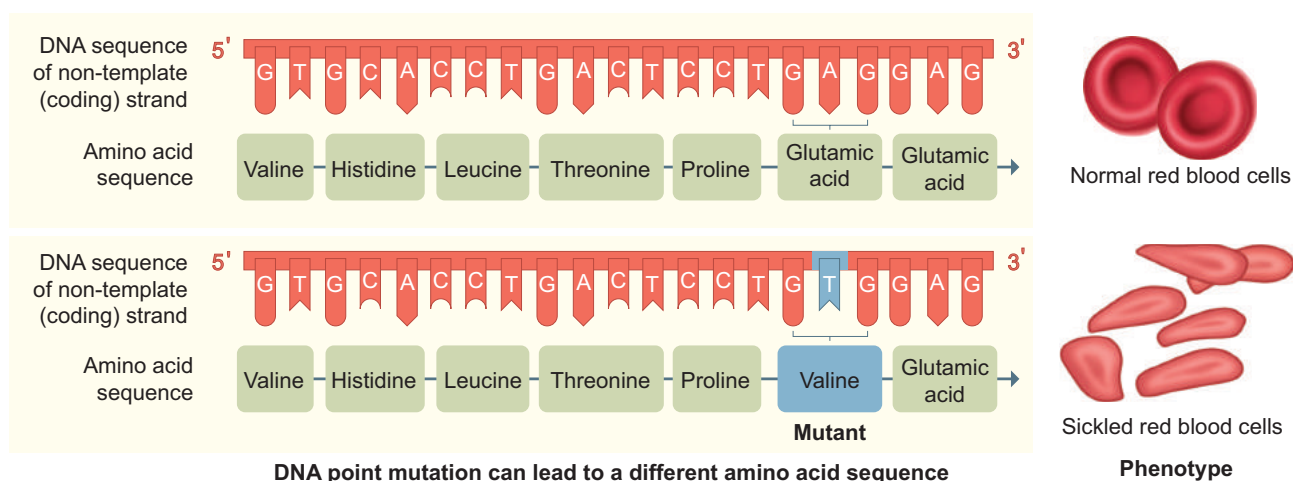 DNA sequence
of non-template
(coding) strand
5' 3'
G T G C A C C T G A C T C C T G A G G A G
Amino acid
sequence
Valine Histidine Leucine Threonine Proline Glutamic
acid Glutamic
acid
Normal red blood cells
DNA sequence
of non-template
(coding) strand
5' 3'
G T G C A C C T G A C T C C T G T G G A G
Amino acid
sequence
Valine Histidine Leucine Threonine Proline Valine Glutamic
acid
Mutant
Sickled red blood cells
DNA point mutation can lead to a different amino acid sequence
Phenotype